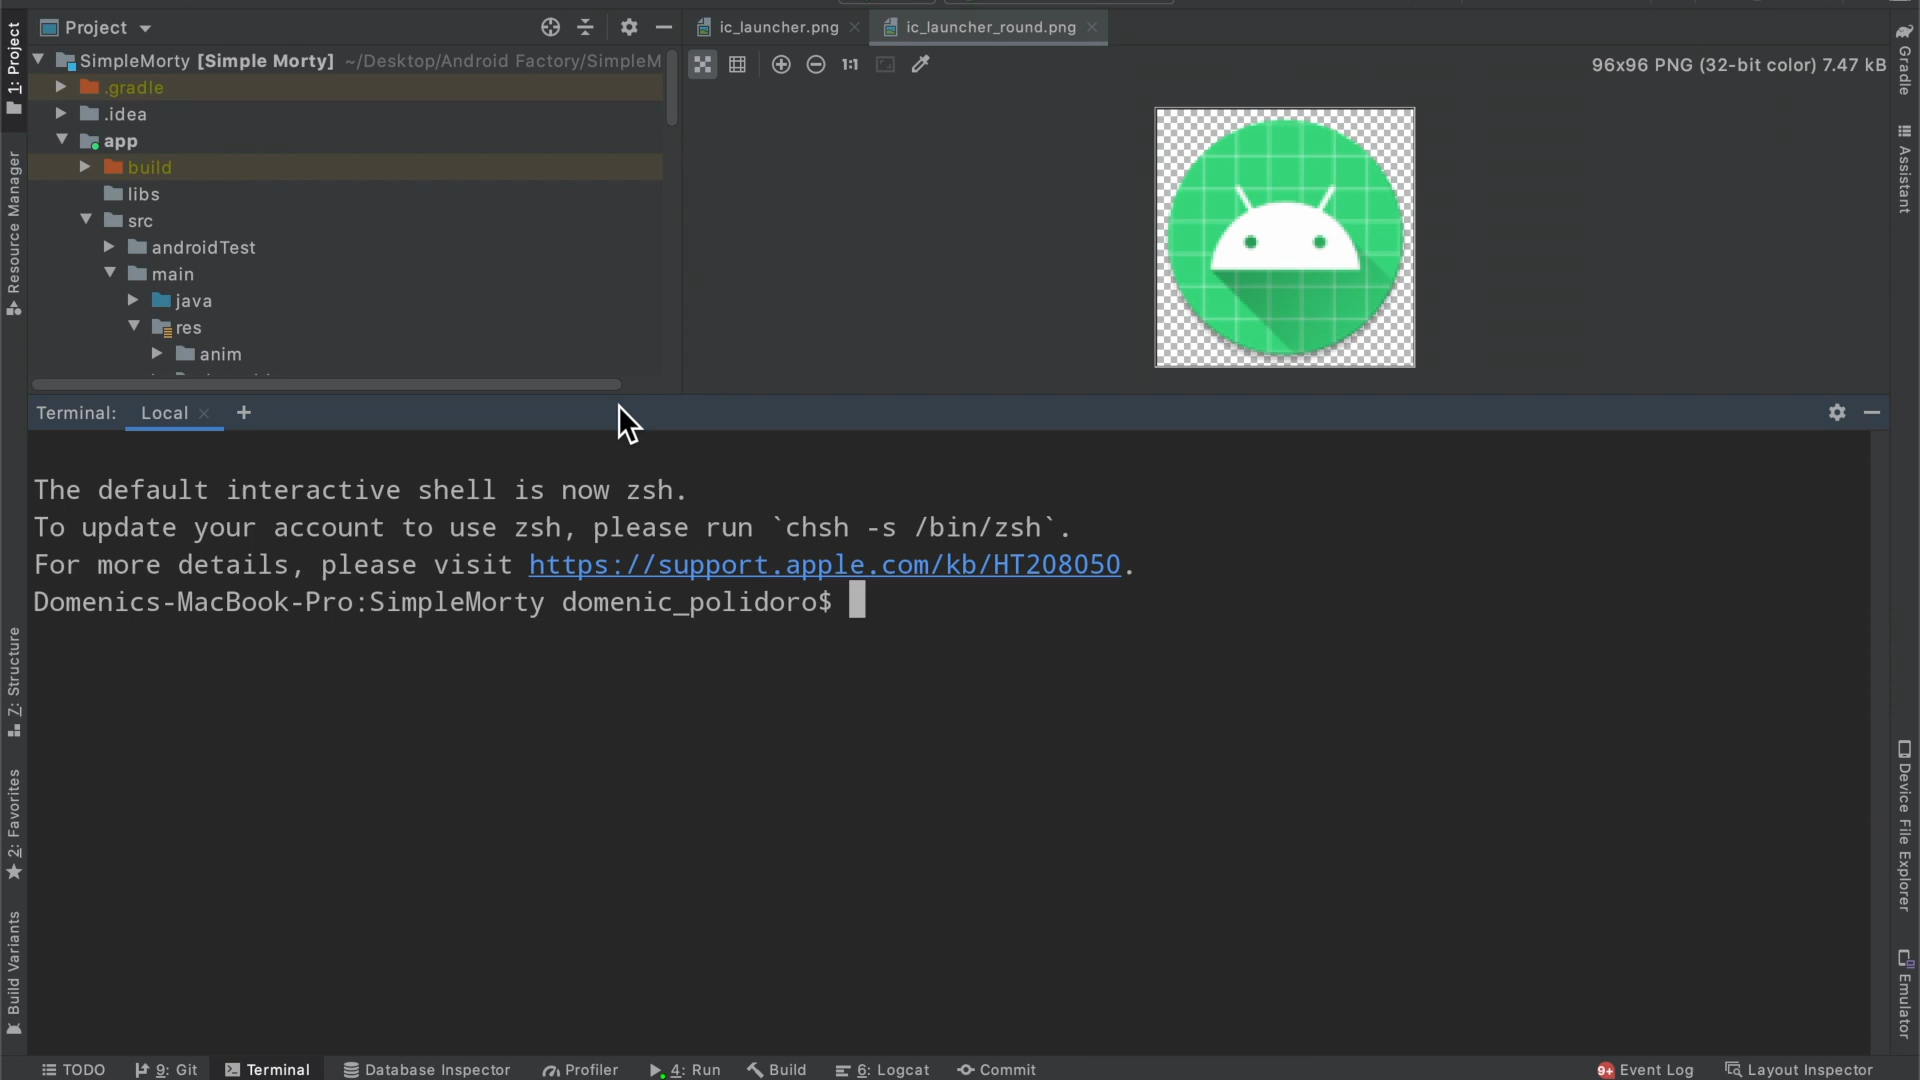 Project
ic_launcher.png
ic_launcher_round.png
SimpleMorty [Simple Morty] ~/Desktop/Android Factory/SimpleM
96x96 PNG (32-bit color) 7.47 kB
1:1
.gradle
.idea
app
build
libs
src
androidTest
main
java
res
anim
1: Project
Resource Manager
Z: Structure
2: Favorites
Build Variants
Gradle
Assistant
Device File Explorer
Emulator
Terminal: Local +
The default interactive shell is now zsh.
To update your account to use zsh, please run `chsh -s /bin/zsh`.
For more details, please visit https://support.apple.com/kb/HT208050.
Domenics-MacBook-Pro:SimpleMorty domenic_polidoro$
TODO
9: Git
Terminal
Database Inspector
Profiler
4: Run
Build
6: Logcat
Commit
9+ Event Log
Layout Inspector